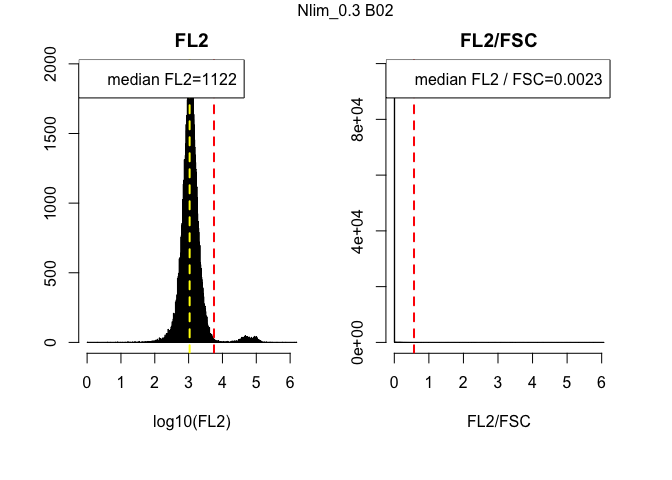 Nlim_0.3 B02
FL2
median FL2=1122
0
500
1000
1500
2000
0 1 2 3 4 5 6
log10(FL2)
FL2/FSC
median FL2 / FSC=0.0023
0e+00
4e+04
8e+04
0 1 2 3 4 5 6
FL2/FSC